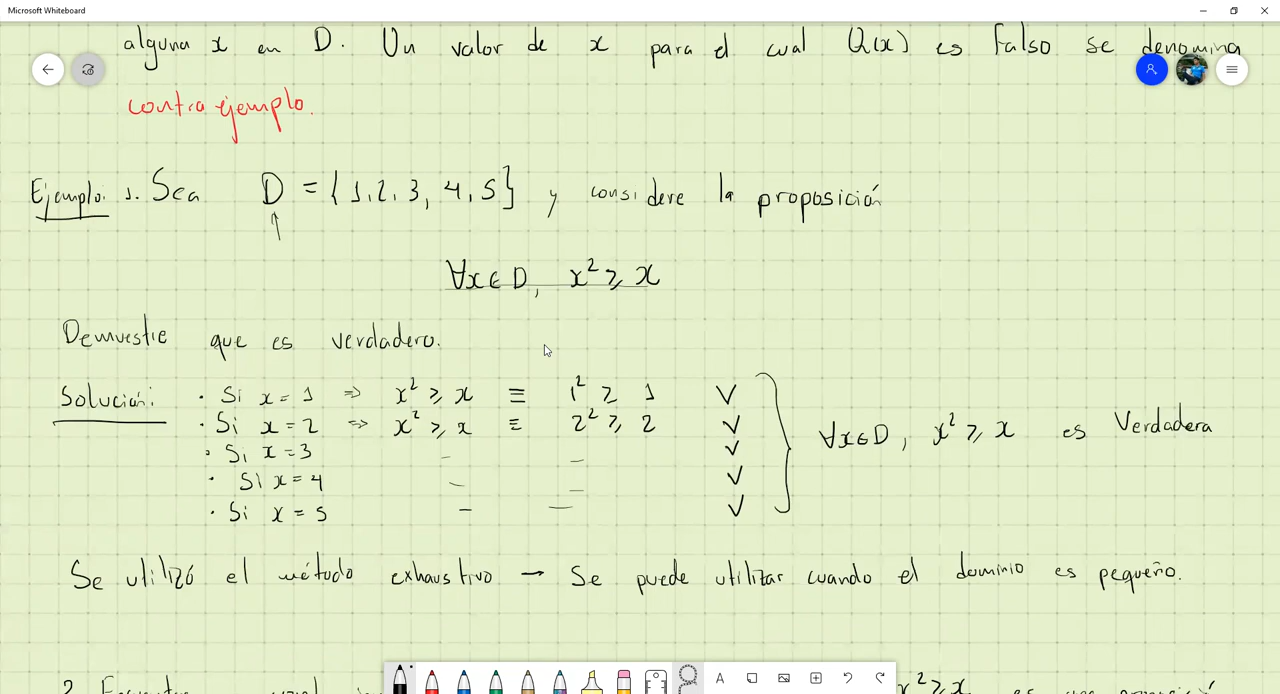 Microsoft Whiteboard
alguna x en D. Un valor de x para el cual Q(x) es Falso se denomina
contraejemplo.
Ejemplo: 1. Sea D = {1,2,3,4,5} y considere la proposición
∀x∈D, x² ≥ x
Demuestre que es verdadero.
Solución: • Si x = 1 ⇒ x² ≥ x ≡ 1² ≥ 1 V
• Si x = 2 ⇒ x² ≥ x ≡ 2² ≥ 2 V
• Si x = 3 – – V
• Si x = 4 – – V
• Si x = 5 – – V
∀x∈D, x² ≥ x es Verdadera
Se utilizó el método exhaustivo → Se puede utilizar cuando el dominio es pequeño.
2. x² ≥ x